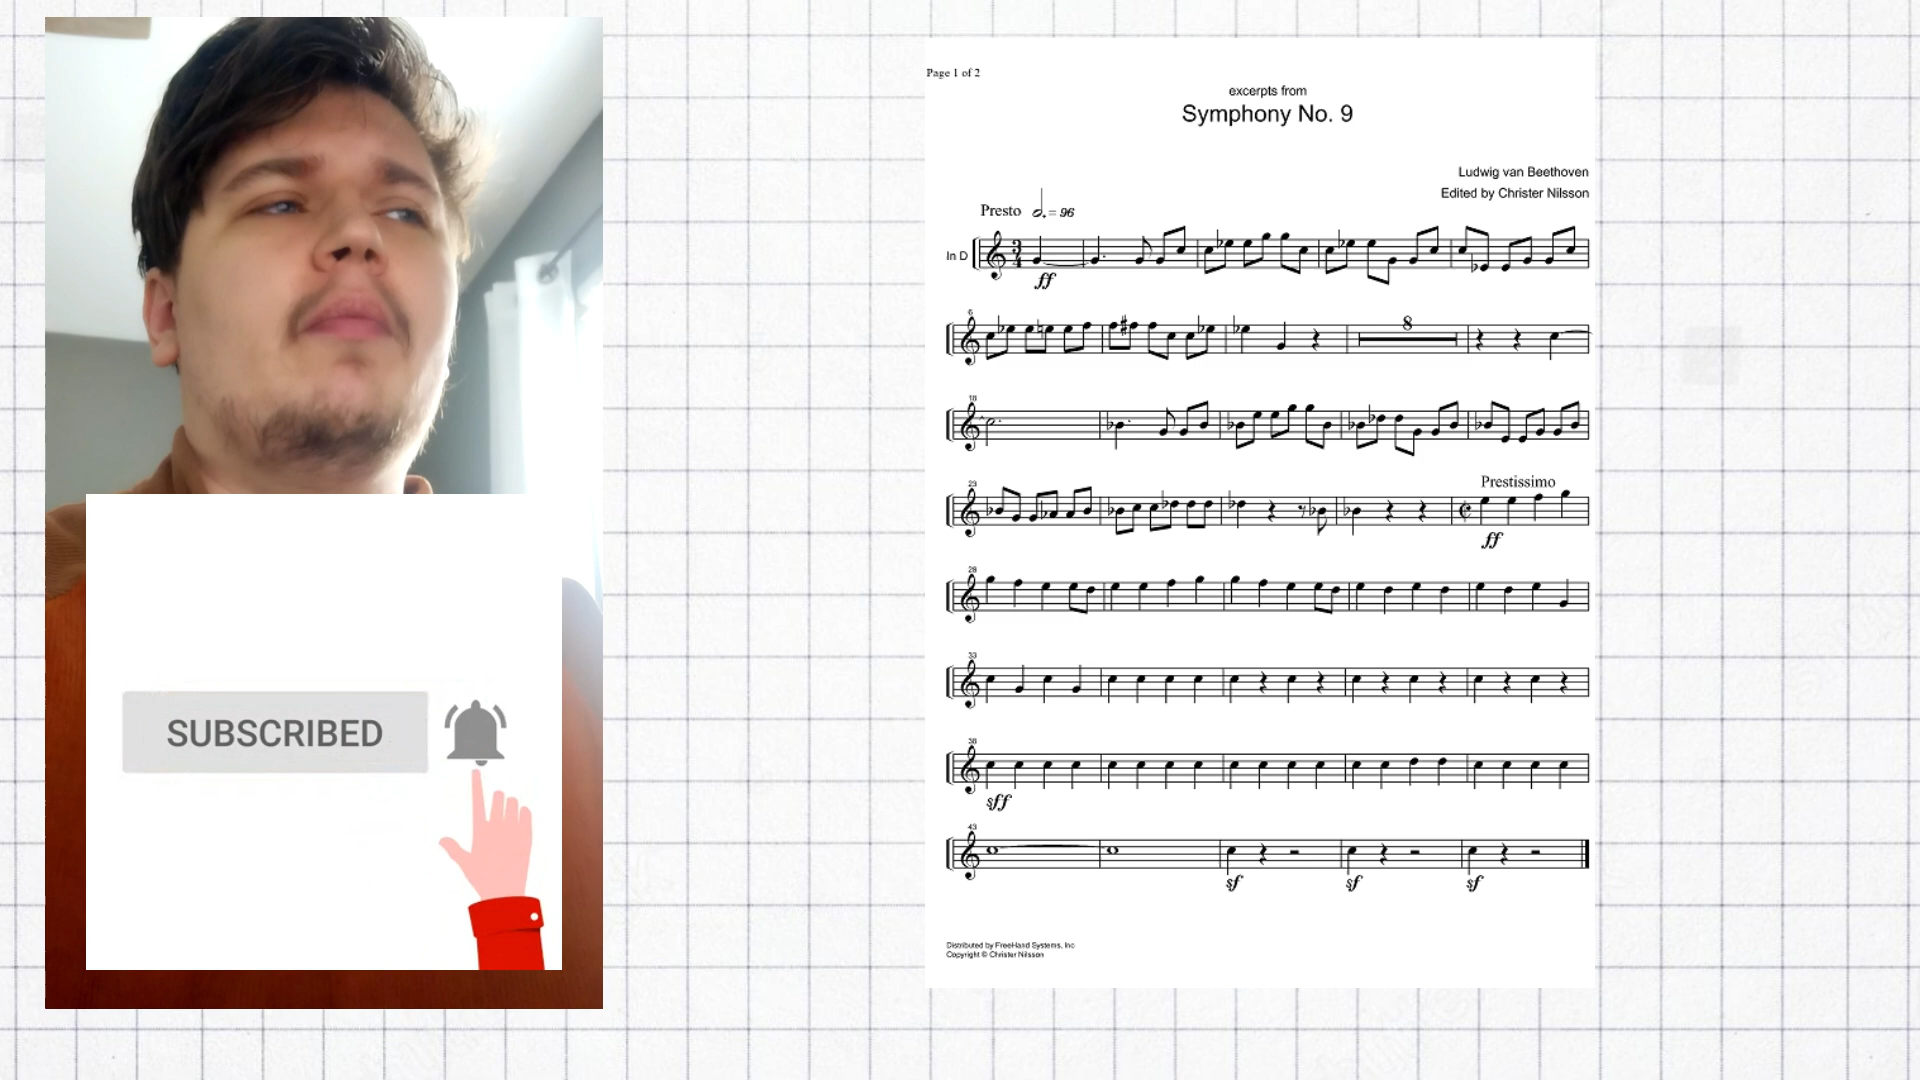 SUBSCRIBED
Page 1 of 2
excerpts from
Symphony No. 9
Ludwig van Beethoven
Edited by Christer Nilsson
Presto = 96
In D
ff
6
8
18
23
Prestissimo
ff
28
33
38
sff
43
sf sf sf
Distributed by FreeHand Systems, Inc
Copyright © Christer Nilsson